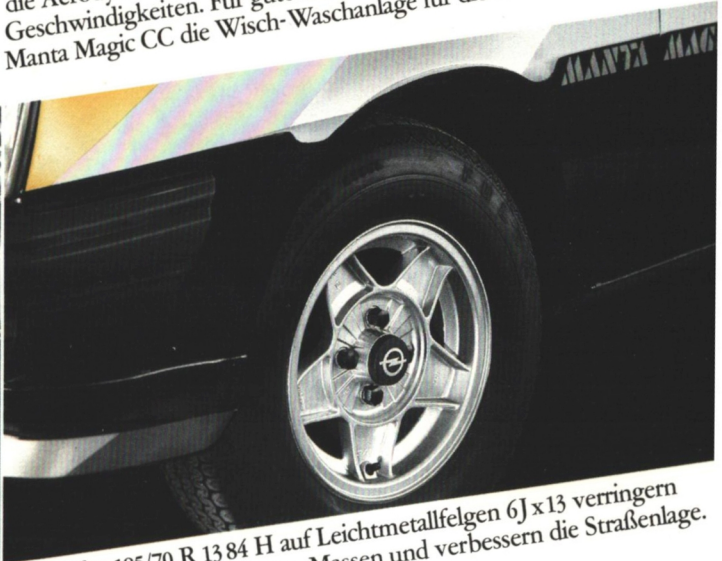 die
Geschwindigkeiten. Für
Manta Magic CC die Wisch-Waschanlage für
MANTA MAG
R 13 84 H auf Leichtmetallfelgen 6J x 13 verringern
Massen und verbessern die Straßenlage.